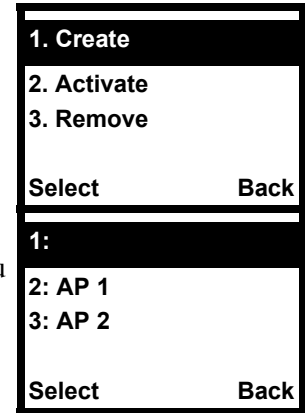 1. Create
2. Activate
3. Remove
Select Back
1:
2: AP 1
3: AP 2
Select Back